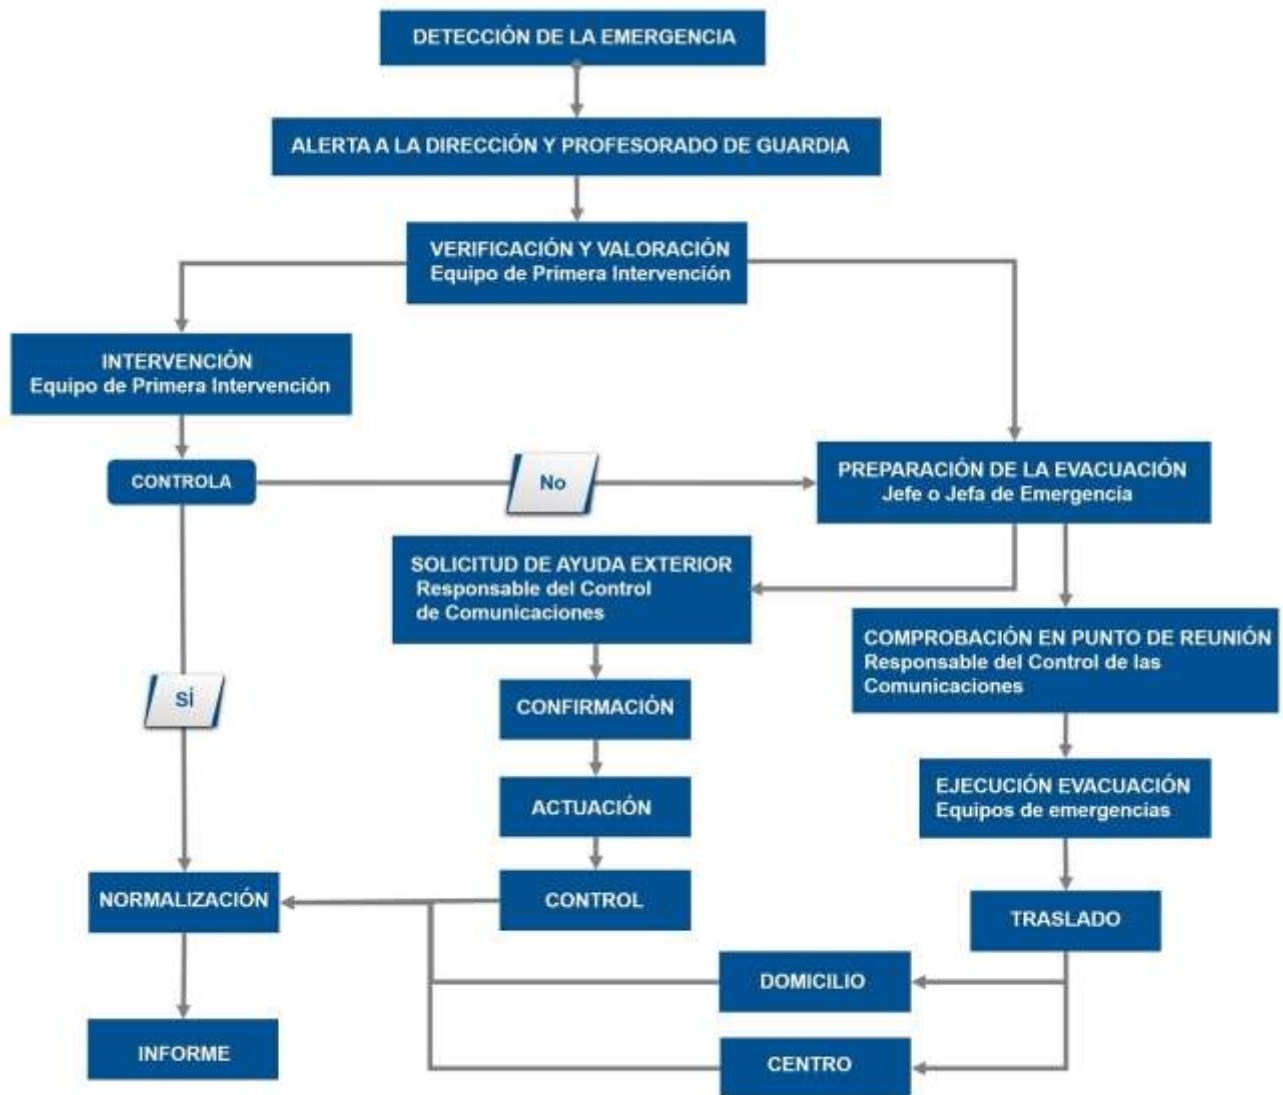 DETECCIÓN DE LA EMERGENCIA
ALERTA A LA DIRECCIÓN Y PROFESORADO DE GUARDIA
VERIFICACIÓN Y VALORACIÓN
Equipo de Primera Intervención
INTERVENCIÓN
Equipo de Primera Intervención
CONTROLA
No
PREPARACIÓN DE LA EVACUACIÓN
Jefe o Jefa de Emergencia
SOLICITUD DE AYUDA EXTERIOR
Responsable del Control
de Comunicaciones
COMPROBACIÓN EN PUNTO DE REUNIÓN
Responsable del Control de las
Comunicaciones
SÍ
CONFIRMACIÓN
EJECUCIÓN EVACUACIÓN
Equipos de emergencias
ACTUACIÓN
NORMALIZACIÓN
CONTROL
TRASLADO
DOMICILIO
INFORME
CENTRO